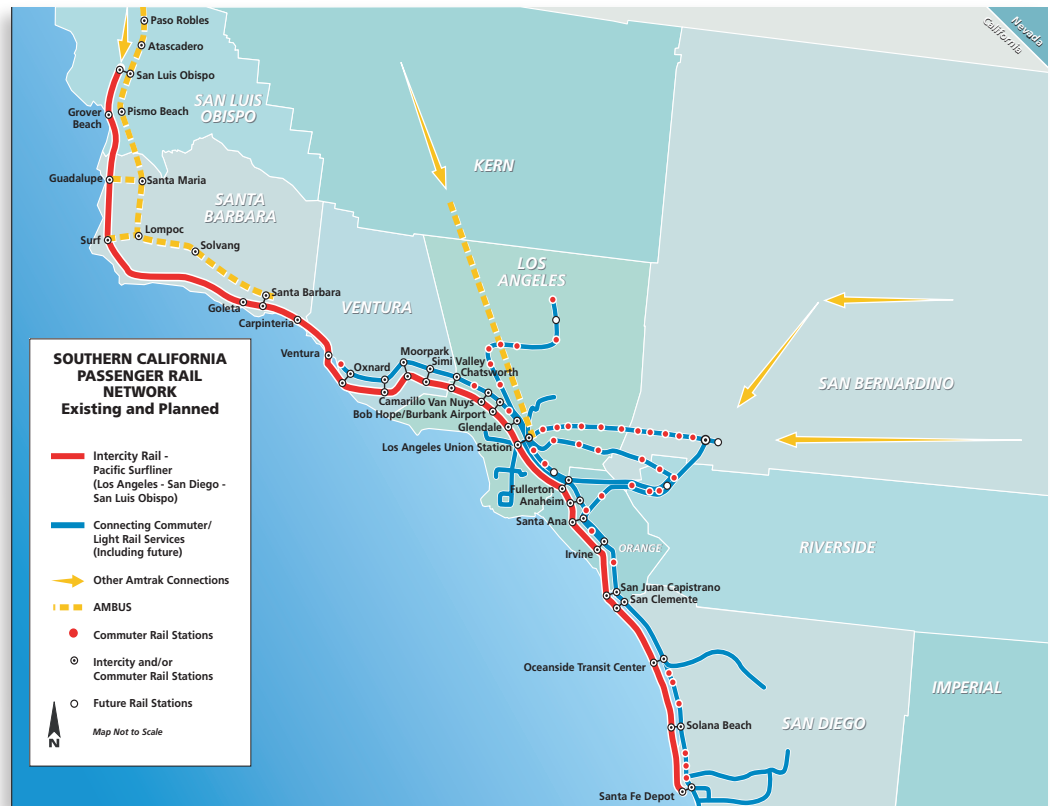 Nevada
California
Paso Robles
Atascadero
San Luis Obispo
SAN LUIS
OBISPO
Grover
Beach
Pismo Beach
KERN
Guadalupe
Santa Maria
SANTA
BARBARA
Lompoc
Surf
Solvang
LOS
ANGELES
Santa Barbara
Goleta
VENTURA
Carpinteria
SAN BERNARDINO
Ventura
Moorpark
Simi Valley
Oxnard
Chatsworth
Camarillo
Van Nuys
Bob Hope/Burbank Airport
Glendale
Los Angeles Union Station
Fullerton
Anaheim
Santa Ana
Irvine
ORANGE
RIVERSIDE
San Juan Capistrano
San Clemente
Oceanside Transit Center
IMPERIAL
SAN DIEGO
Solana Beach
Santa Fe Depot
SOUTHERN CALIFORNIA
PASSENGER RAIL
NETWORK
Existing and Planned
Intercity Rail -
Pacific Surfliner
(Los Angeles - San Diego -
San Luis Obispo)
Connecting Commuter/
Light Rail Services
(Including future)
Other Amtrak Connections
AMBUS
Commuter Rail Stations
Intercity and/or
Commuter Rail Stations
Future Rail Stations
N
Map Not to Scale